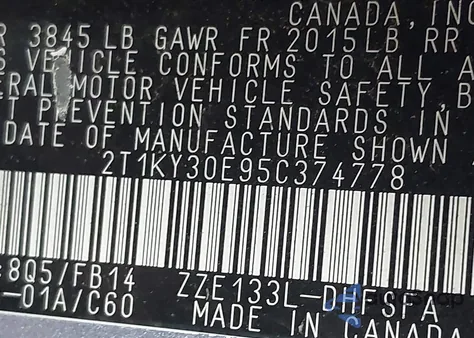 CANADA, INC
R 3845 LB GAWR FR 2015LB RR
S VEHICLE CONFORMS TO ALL A
ERAL MOTOR VEHICLE SAFETY, B
T PREVENTION STANDARDS IN
DATE OF MANUFACTURE SHOWN
2T1KY30E95C374778
:8Q5/FB14
ZZE133L-DHFSFA
-01A/C60
MADE IN CANADA